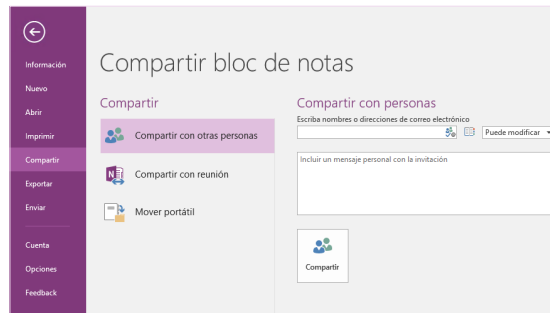 Compartir bloc de notas
Información
Nuevo
Abrir
Imprimir
Compartir
Exportar
Enviar
Cuenta
Opciones
Feedback
Compartir
Compartir con otras personas
N
Compartir con reunión
Mover portátil
Compartir con personas
Escriba nombres o direcciones de correo electrónico
Puede modificar
Incluir un mensaje personal con la invitación
Compartir